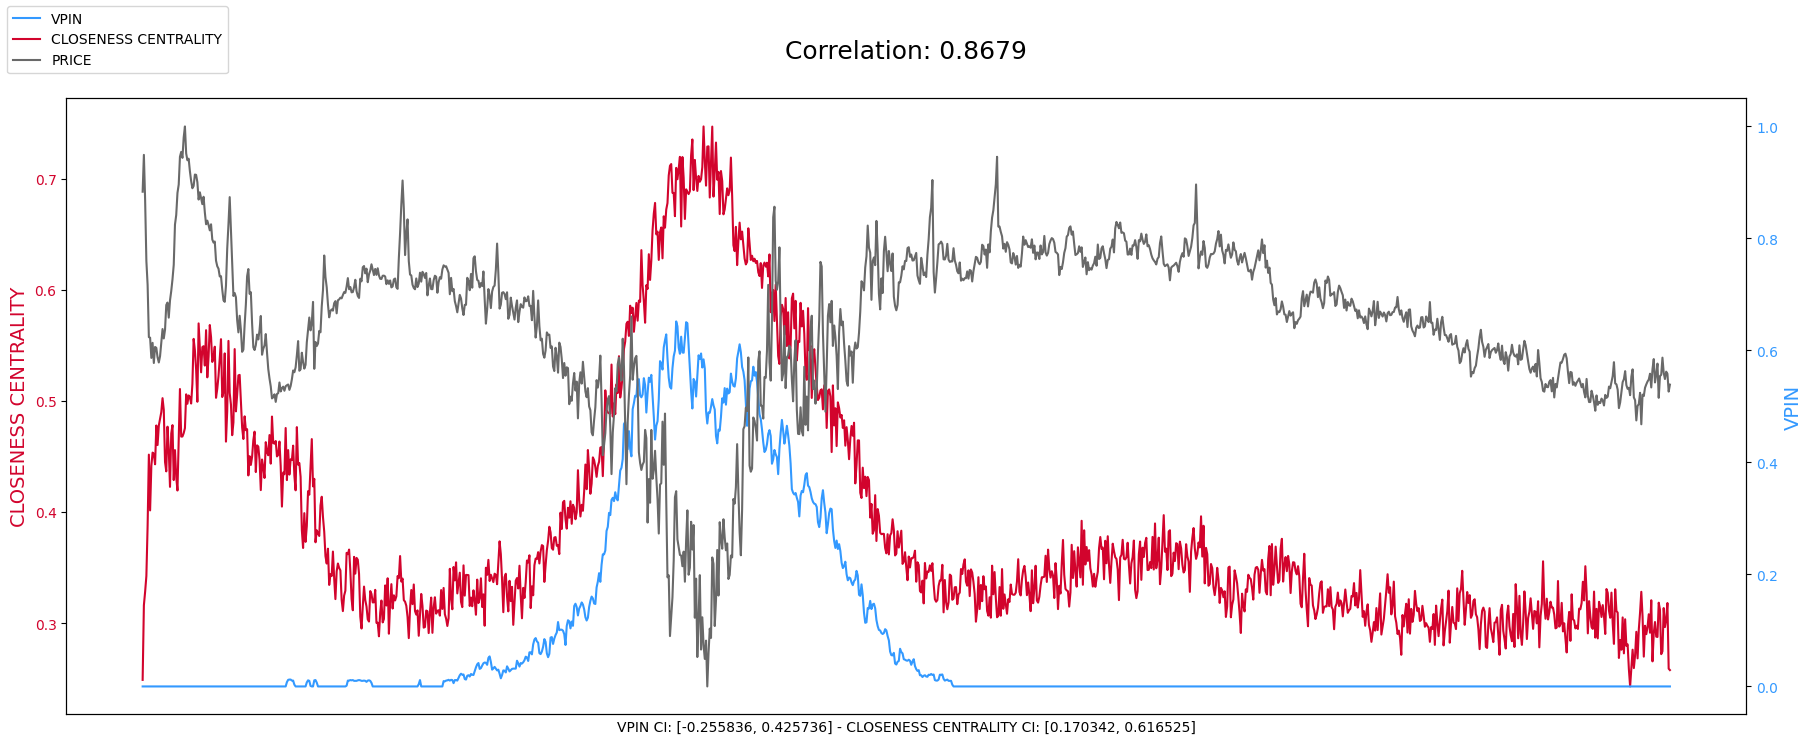 VPIN
CLOSENESS CENTRALITY
PRICE
Correlation: 0.8679
CLOSENESS CENTRALITY
0.7
0.6
0.5
0.4
0.3
1.0
0.8
0.6
0.4
0.2
0.0
VPIN
VPIN CI: [-0.255836, 0.425736] - CLOSENESS CENTRALITY CI: [0.170342, 0.616525]